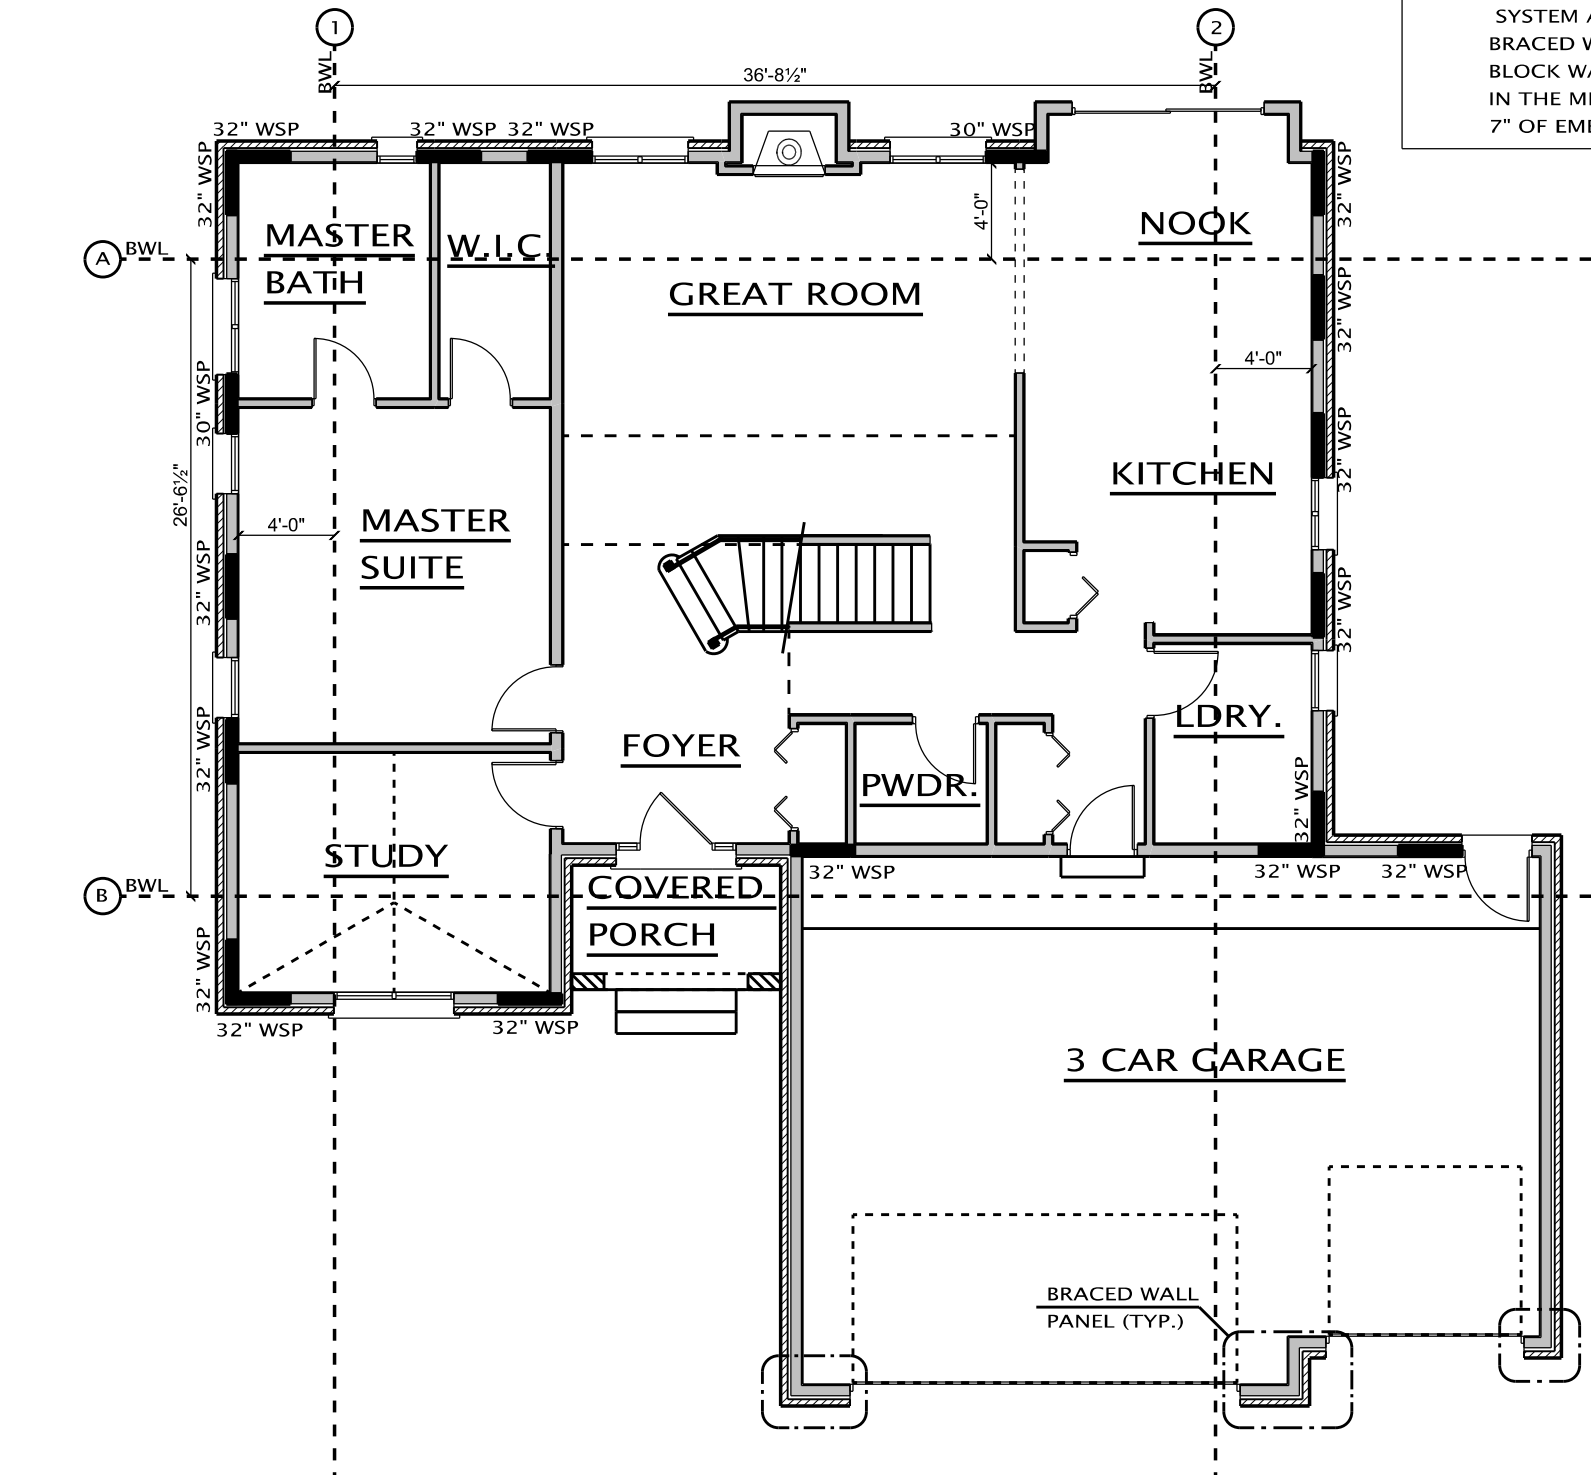 1
2
SYSTEM
BRACED
BLOCK
IN THE
7" OF
BWL
BWL
36'-8½"
32" WSP
32" WSP
32" WSP
30" WSP
32" WSP
32" WSP
4'-0"
MASTER
BATH
W.I.C.
NOOK
A
BWL
GREAT ROOM
32" WSP
4'-0"
30" WSP
32" WSP
KITCHEN
26'-6½"
4'-0"
MASTER
SUITE
32" WSP
32" WSP
LDRY.
FOYER
32" WSP
PWDR.
32" WSP
STUDY
32" WSP
32" WSP
32" WSP
B
BWL
COVERED
PORCH
32" WSP
32" WSP
32" WSP
3 CAR GARAGE
BRACED WALL
PANEL (TYP.)